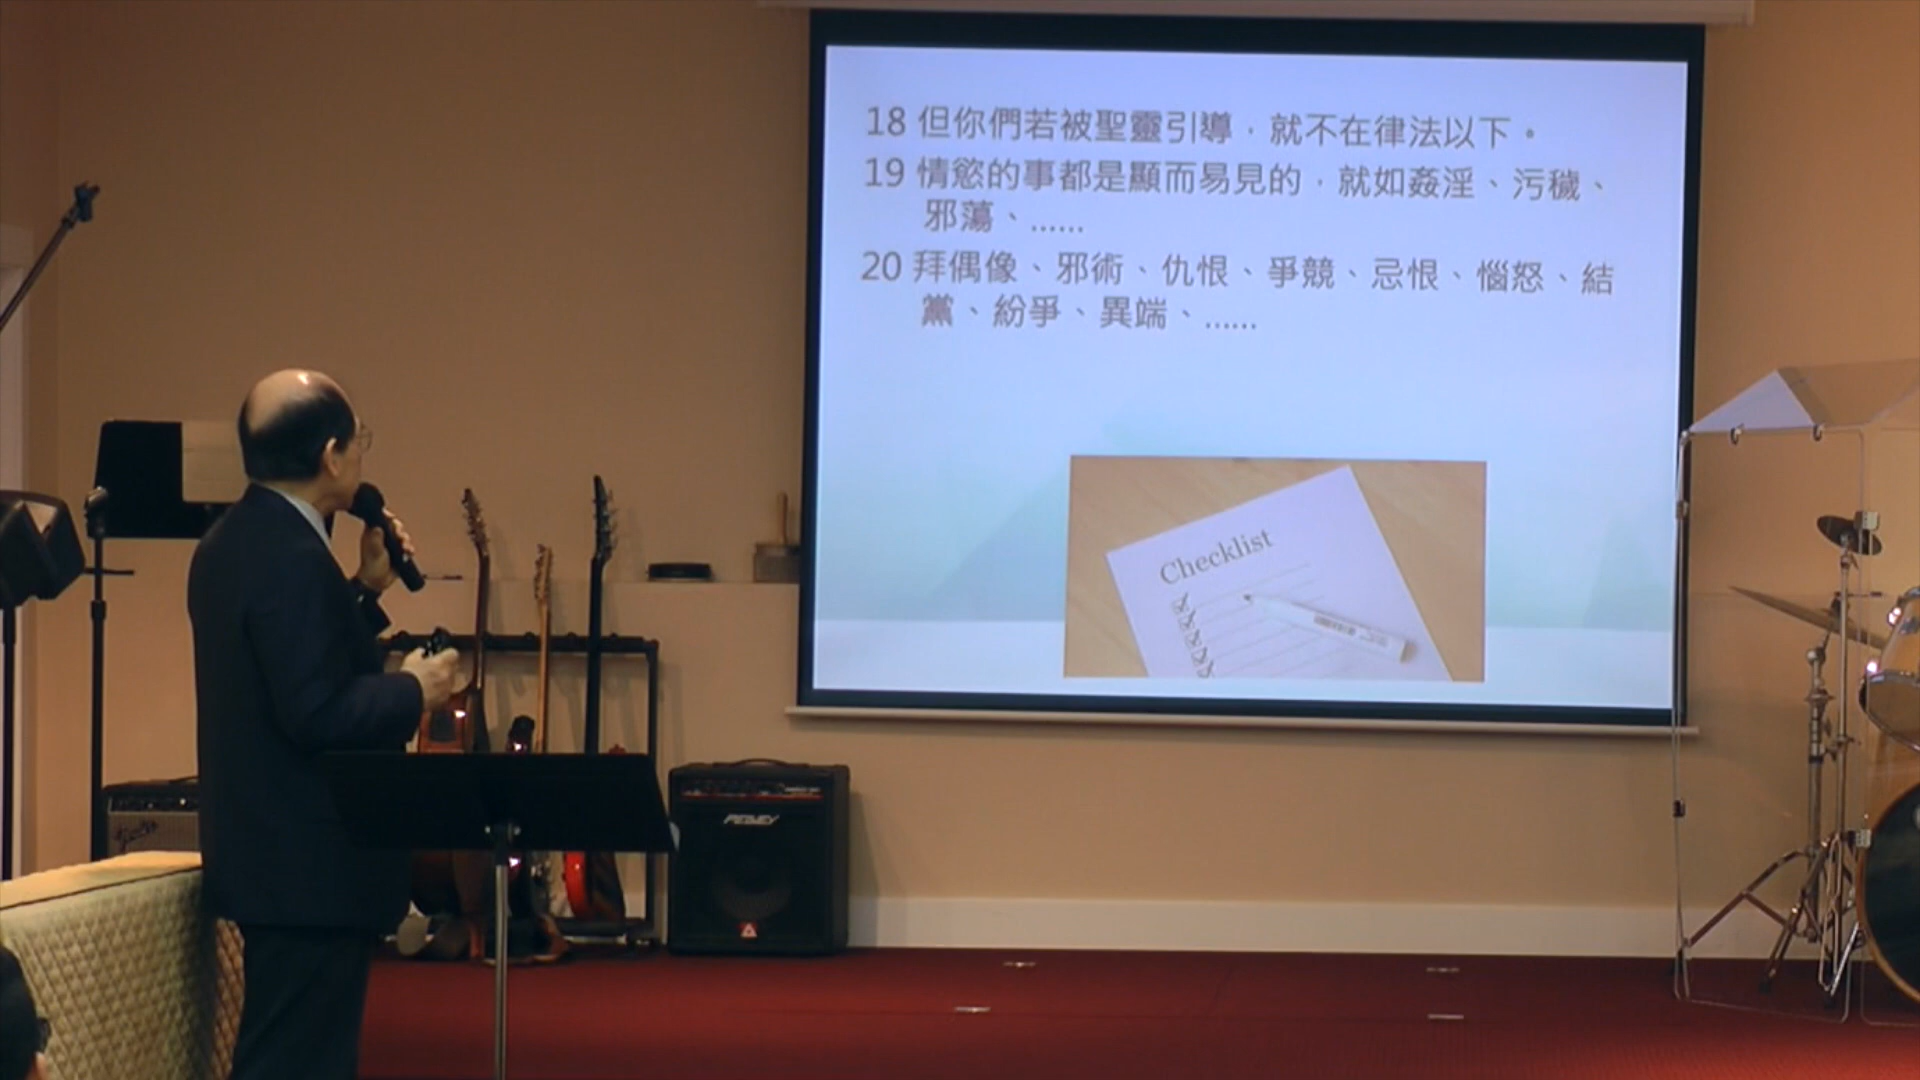 18 但你們若被聖靈引導，就不在律法以下。
19 情慾的事都是顯而易見的，就如姦淫、污穢、
邪蕩、......
20 拜偶像、邪術、仇恨、爭競、忌恨、惱怒、結
黨、紛爭、異端、......
Checklist
PEAVEY
Fender